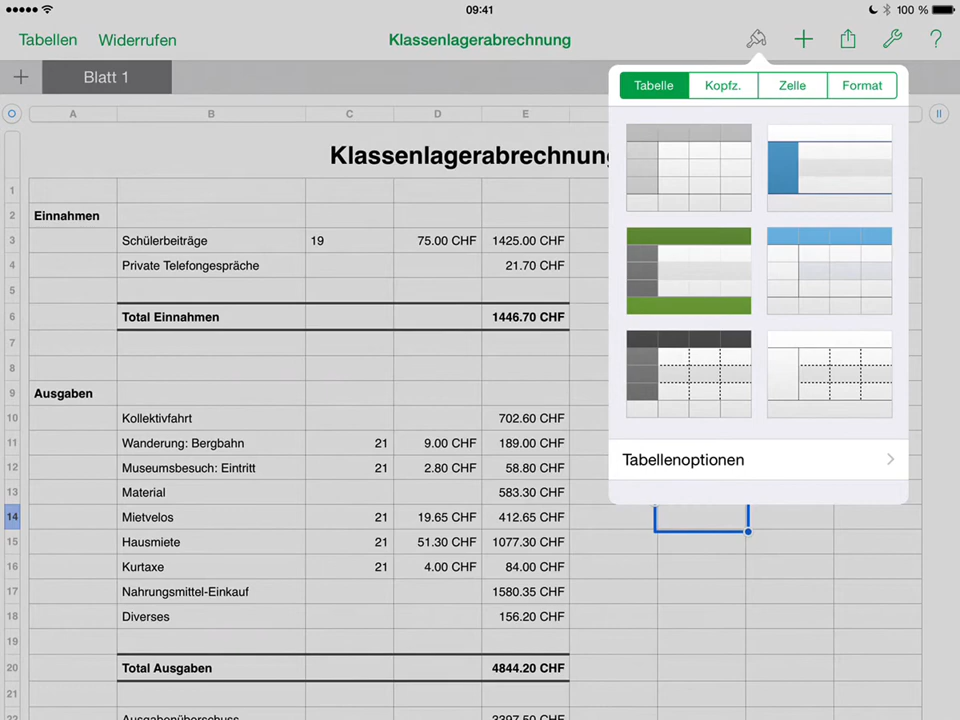 09:41
100 %
Tabellen Widerrufen Klassenlagerabrechnung + ?
+ Blatt 1
Tabelle Kopfz. Zelle Format
A B C D E
Klassenlagerabrechnung
1
2 Einnahmen
3 Schülerbeiträge 19 75.00 CHF 1425.00 CHF
4 Private Telefongespräche 21.70 CHF
5
6 Total Einnahmen 1446.70 CHF
7
8
9 Ausgaben
10 Kollektivfahrt 702.60 CHF
11 Wanderung: Bergbahn 21 9.00 CHF 189.00 CHF
12 Museumsbesuch: Eintritt 21 2.80 CHF 58.80 CHF
13 Material 583.30 CHF
14 Mietvelos 21 19.65 CHF 412.65 CHF
15 Hausmiete 21 51.30 CHF 1077.30 CHF
16 Kurtaxe 21 4.00 CHF 84.00 CHF
17 Nahrungsmittel-Einkauf 1580.35 CHF
18 Diverses 156.20 CHF
19
20 Total Ausgaben 4844.20 CHF
21
22 Ausgabenüberschuss 3397.50 CHF
Tabellenoptionen